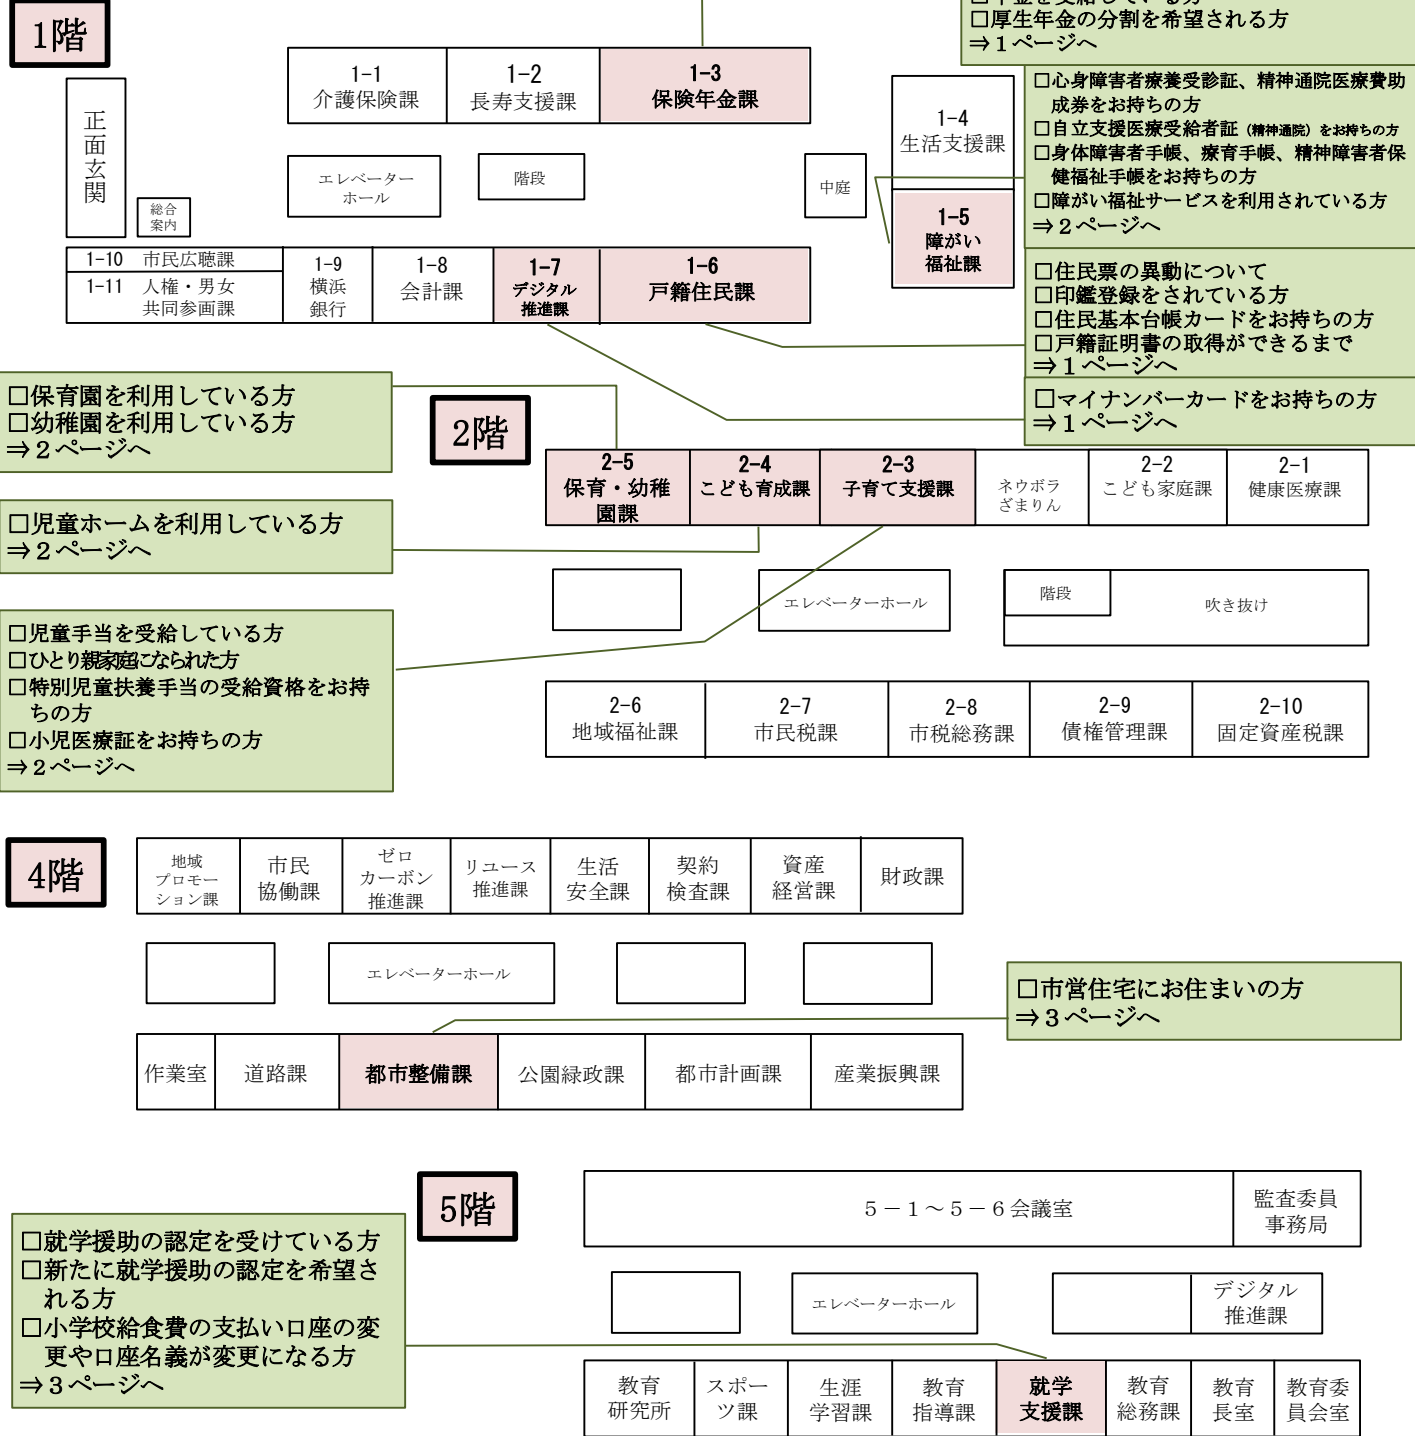 1階
□厚生年金の分割を希望される方
⇒1ページへ
1-1
介護保険課
1-2
長寿支援課
1-3
保険年金課
正面玄関
総合
案内
エレベーター
ホール
階段
中庭
1-4
生活支援課
1-5
障がい
福祉課
□心身障害者療養受診証、精神通院医療費助
成券をお持ちの方
□自立支援医療受給者証（精神通院）をお持ちの方
□身体障害者手帳、療育手帳、精神障害者保
健福祉手帳をお持ちの方
□障がい福祉サービスを利用されている方
⇒2ページへ
1-10 市民広聴課
1-11 人権・男女
共同参画課
1-9
横浜
銀行
1-8
会計課
1-7
デジタル
推進課
1-6
戸籍住民課
□住民票の異動について
□印鑑登録をされている方
□住民基本台帳カードをお持ちの方
□戸籍証明書の取得ができるまで
⇒1ページへ
□マイナンバーカードをお持ちの方
⇒1ページへ
□保育園を利用している方
□幼稚園を利用している方
⇒2ページへ
2階
2-5
保育・幼稚
園課
2-4
こども育成課
2-3
子育て支援課
ネウボラ
ざまりん
2-2
こども家庭課
2-1
健康医療課
□児童ホームを利用している方
⇒2ページへ
エレベーターホール
階段
吹き抜け
□児童手当を受給している方
□ひとり親家庭になられた方
□特別児童扶養手当の受給資格をお持
ちの方
□小児医療証をお持ちの方
⇒2ページへ
2-6
地域福祉課
2-7
市民税課
2-8
市税総務課
2-9
債権管理課
2-10
固定資産税課
4階
地域
プロモー
ション課
市民
協働課
ゼロ
カーボン
推進課
リユース
推進課
生活
安全課
契約
検査課
資産
経営課
財政課
エレベーターホール
□市営住宅にお住まいの方
⇒3ページへ
作業室
道路課
都市整備課
公園緑政課
都市計画課
産業振興課
5階
5－1～5－6会議室
監査委員
事務局
□就学援助の認定を受けている方
□新たに就学援助の認定を希望さ
れる方
□小学校給食費の支払い口座の変
更や口座名義が変更になる方
⇒3ページへ
エレベーターホール
デジタル
推進課
教育
研究所
スポー
ツ課
生涯
学習課
教育
指導課
就学
支援課
教育
総務課
教育
長室
教育委
員会室